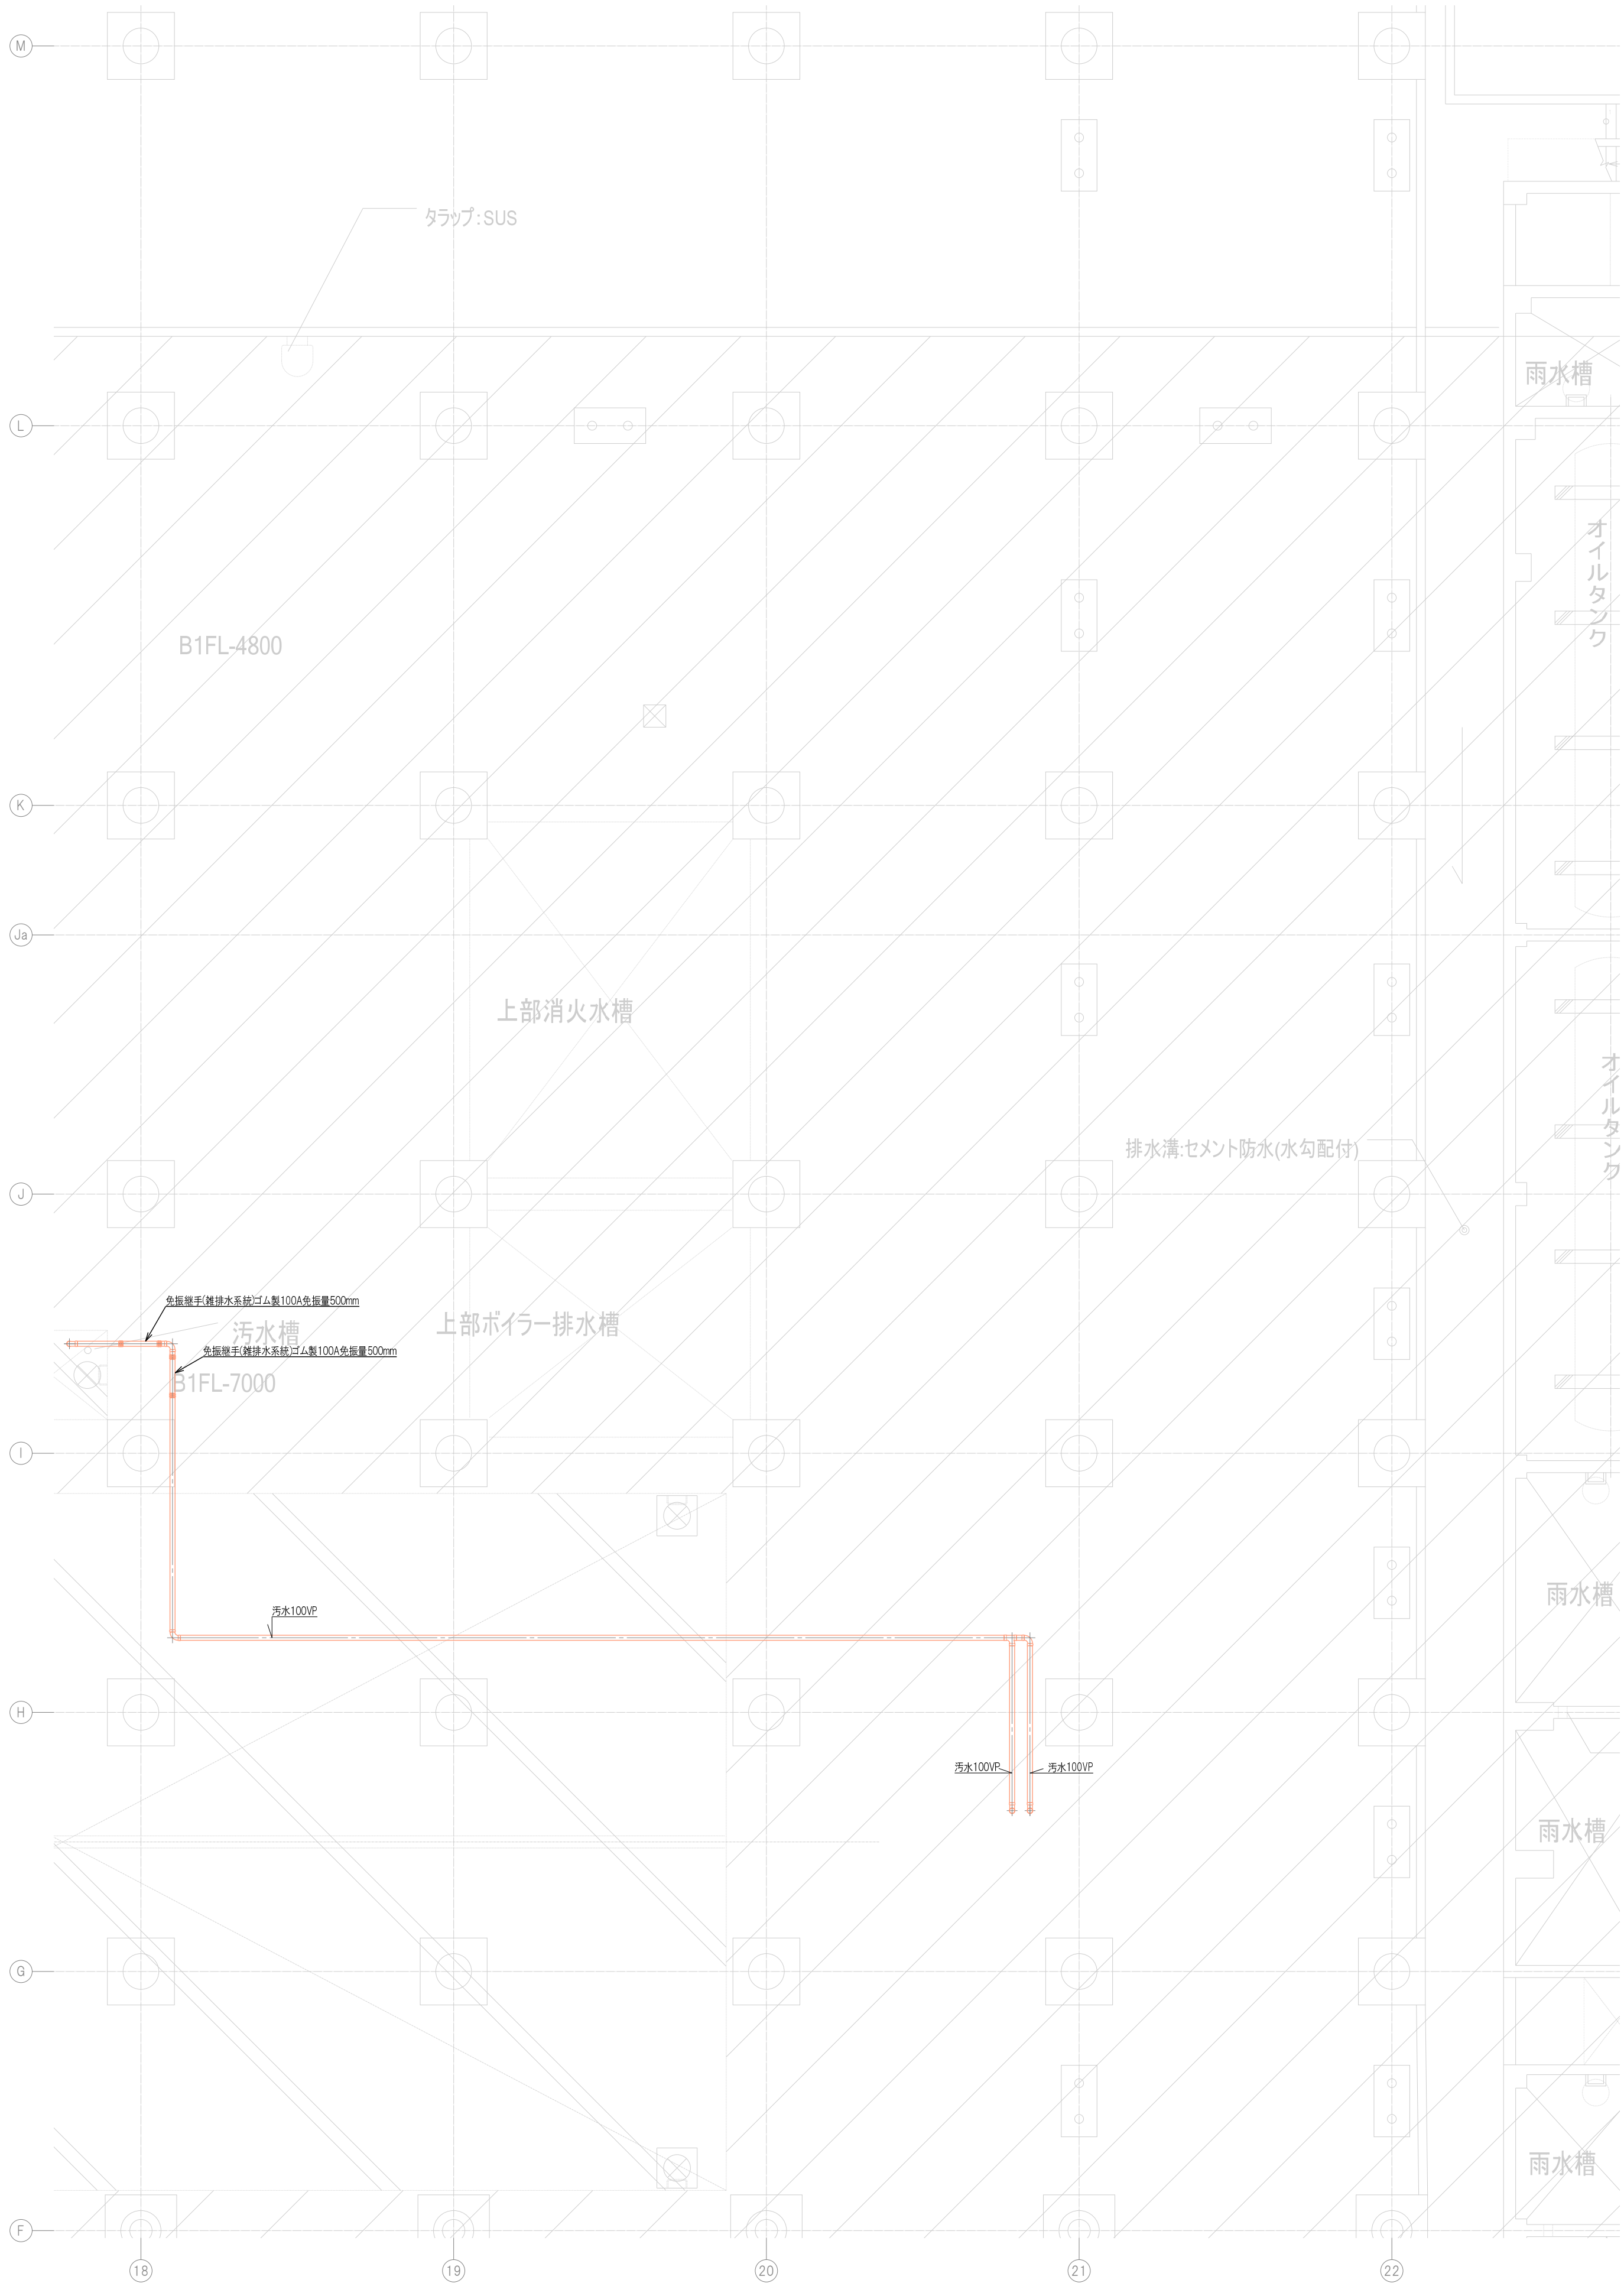 M
タラップ:SUS
雨水槽
L
オイルタンク
B1FL-4800
K
Ja
上部消火水槽
オイルタンク
排水溝:セメント防水(水勾配付)
J
免振継手(雑排水系統)ゴム製100A免振量500mm
上部ボイラー排水槽
汚水槽
免振継手(雑排水系統)ゴム製100A免振量500mm
B1FL-7000
I
雨水槽
汚水100VP
H
汚水100VP
汚水100VP
雨水槽
G
雨水槽
F
18
19
20
21
22